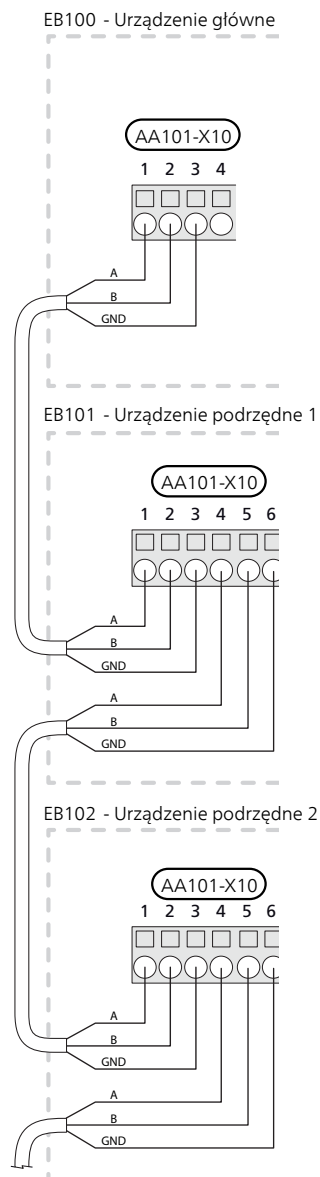 EB100 - Urządzenie główne
AA101-X10
1 2 3 4
A
B
GND
EB101 - Urządzenie podrzędne 1
AA101-X10
1 2 3 4 5 6
A
B
GND
A
B
GND
EB102 - Urządzenie podrzędne 2
AA101-X10
1 2 3 4 5 6
A
B
GND
A
B
GND